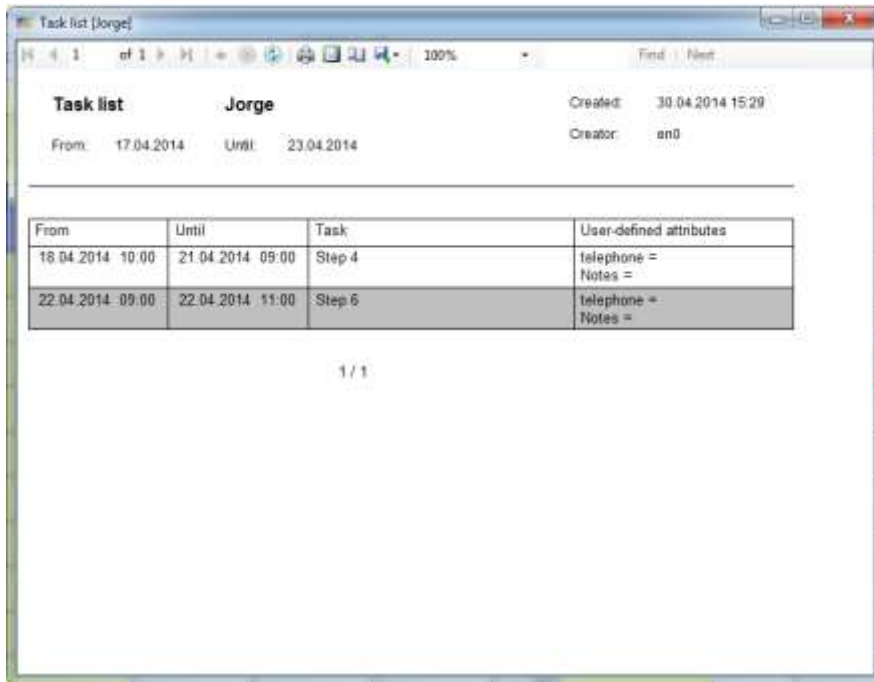 Task list [Jorge]
1 of 1 100% Find | Next
Task list Jorge Created: 30.04.2014 15:29
Creator: en0
From: 17.04.2014 Until: 23.04.2014
From Until Task User-defined attributes
18.04.2014 10:00 21.04.2014 09:00 Step 4 telephone =
Notes =
22.04.2014 09:00 22.04.2014 11:00 Step 6 telephone =
Notes =
1 / 1